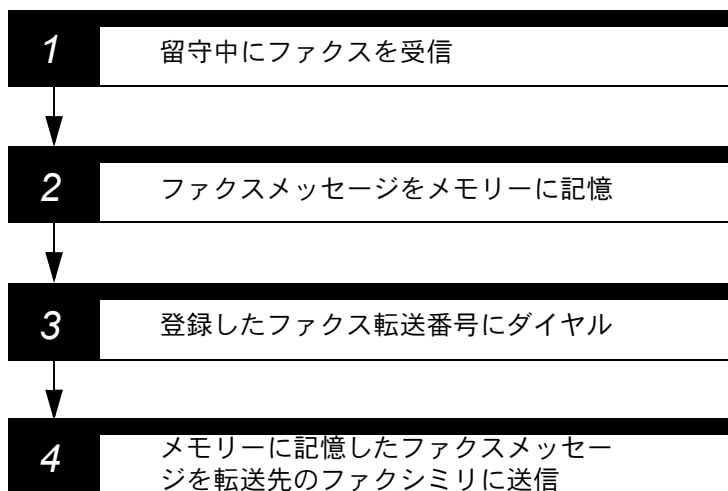 1
留守中にファクスを受信
2
ファクスメッセージをメモリーに記憶
3
登録したファクス転送番号にダイヤル
4
メモリーに記憶したファクスメッセー
ジを転送先のファクシミリに送信